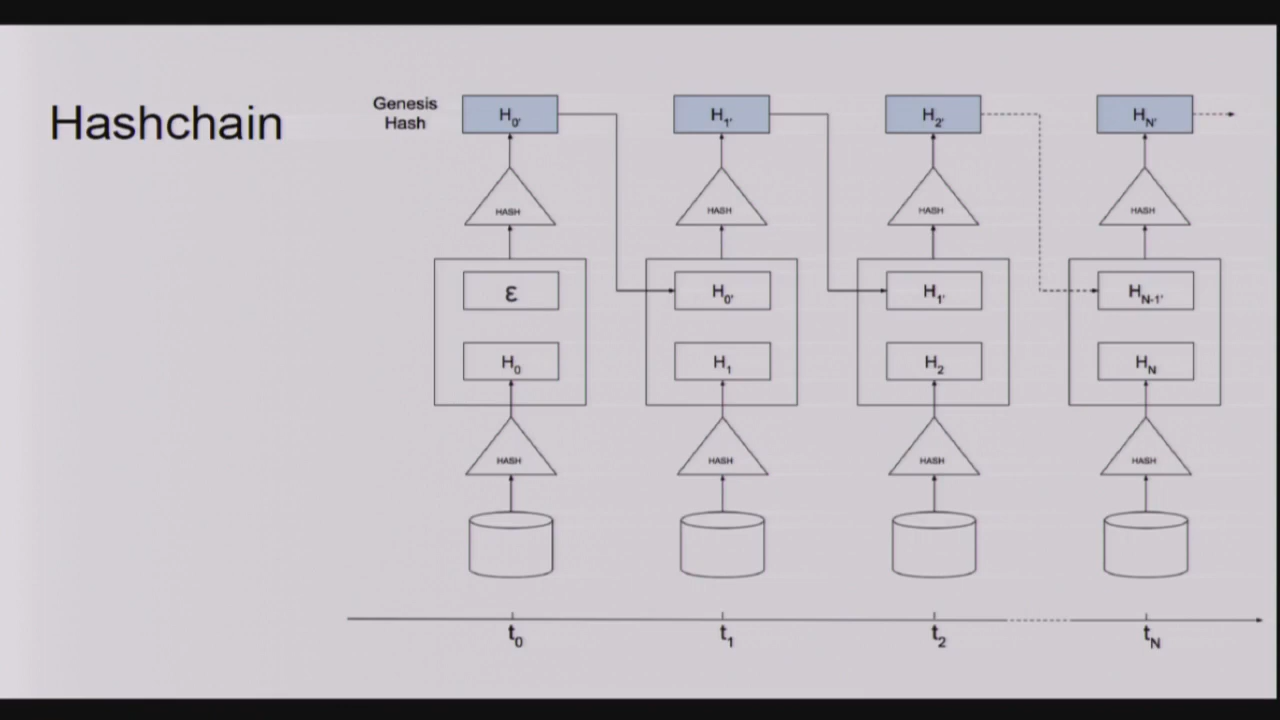 Hashchain
Genesis
Hash
H0'
H1'
H2'
HN'
HASH
HASH
HASH
HASH
ε
H0'
H1'
HN-1'
H0
H1
H2
HN
HASH
HASH
HASH
HASH
t0
t1
t2
tN